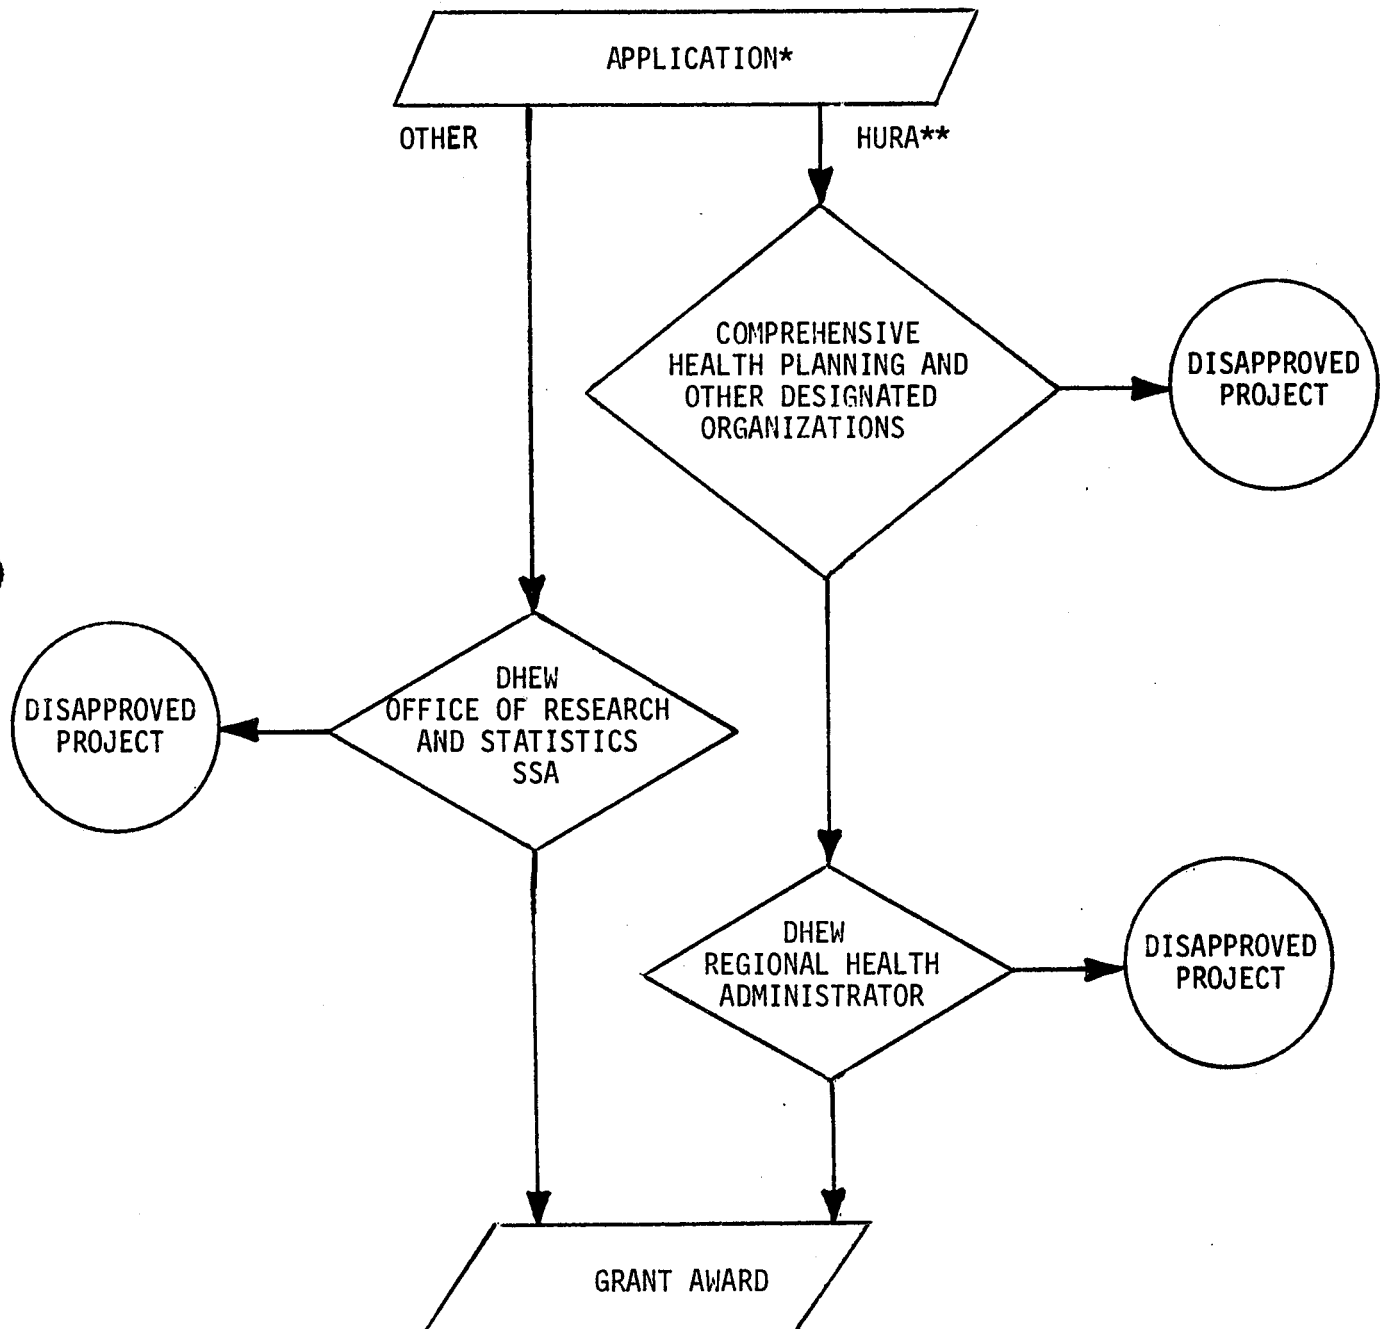 APPLICATION*
OTHER
HURA**
COMPREHENSIVE
HEALTH PLANNING AND
OTHER DESIGNATED
ORGANIZATIONS
DISAPPROVED
PROJECT
DISAPPROVED
PROJECT
DHEW
OFFICE OF RESEARCH
AND STATISTICS
SSA
DHEW
REGIONAL HEALTH
ADMINISTRATOR
DISAPPROVED
PROJECT
GRANT AWARD